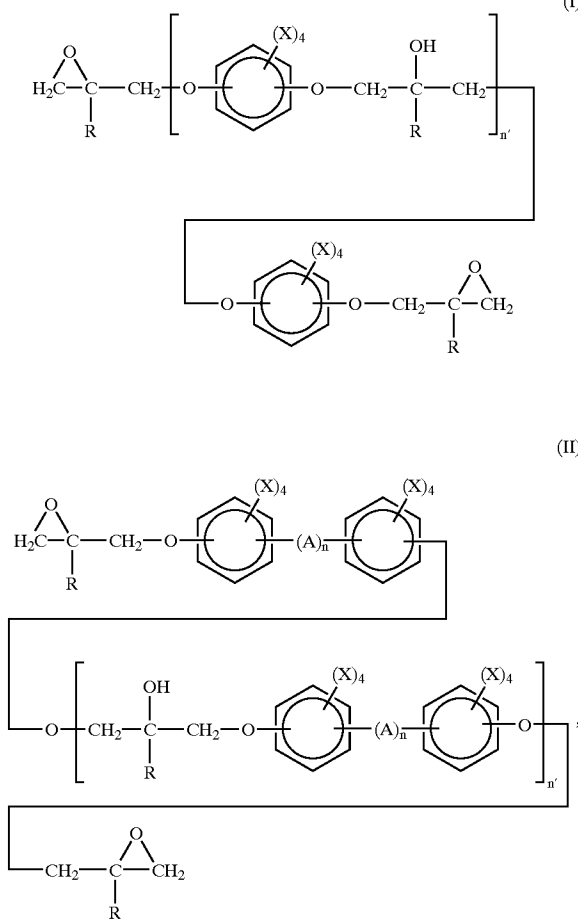 (I)
(X)4 OH
O
H2C C CH2 O O CH2 C CH2
R R n′
(X)4
O
O O CH2 C CH2
R
(II)
(X)4 (X)4
O
H2C C CH2 O (A)n
R
OH (X)4 (X)4
O CH2 C CH2 O (A)n O ,
R n′
O
CH2 C CH2
R